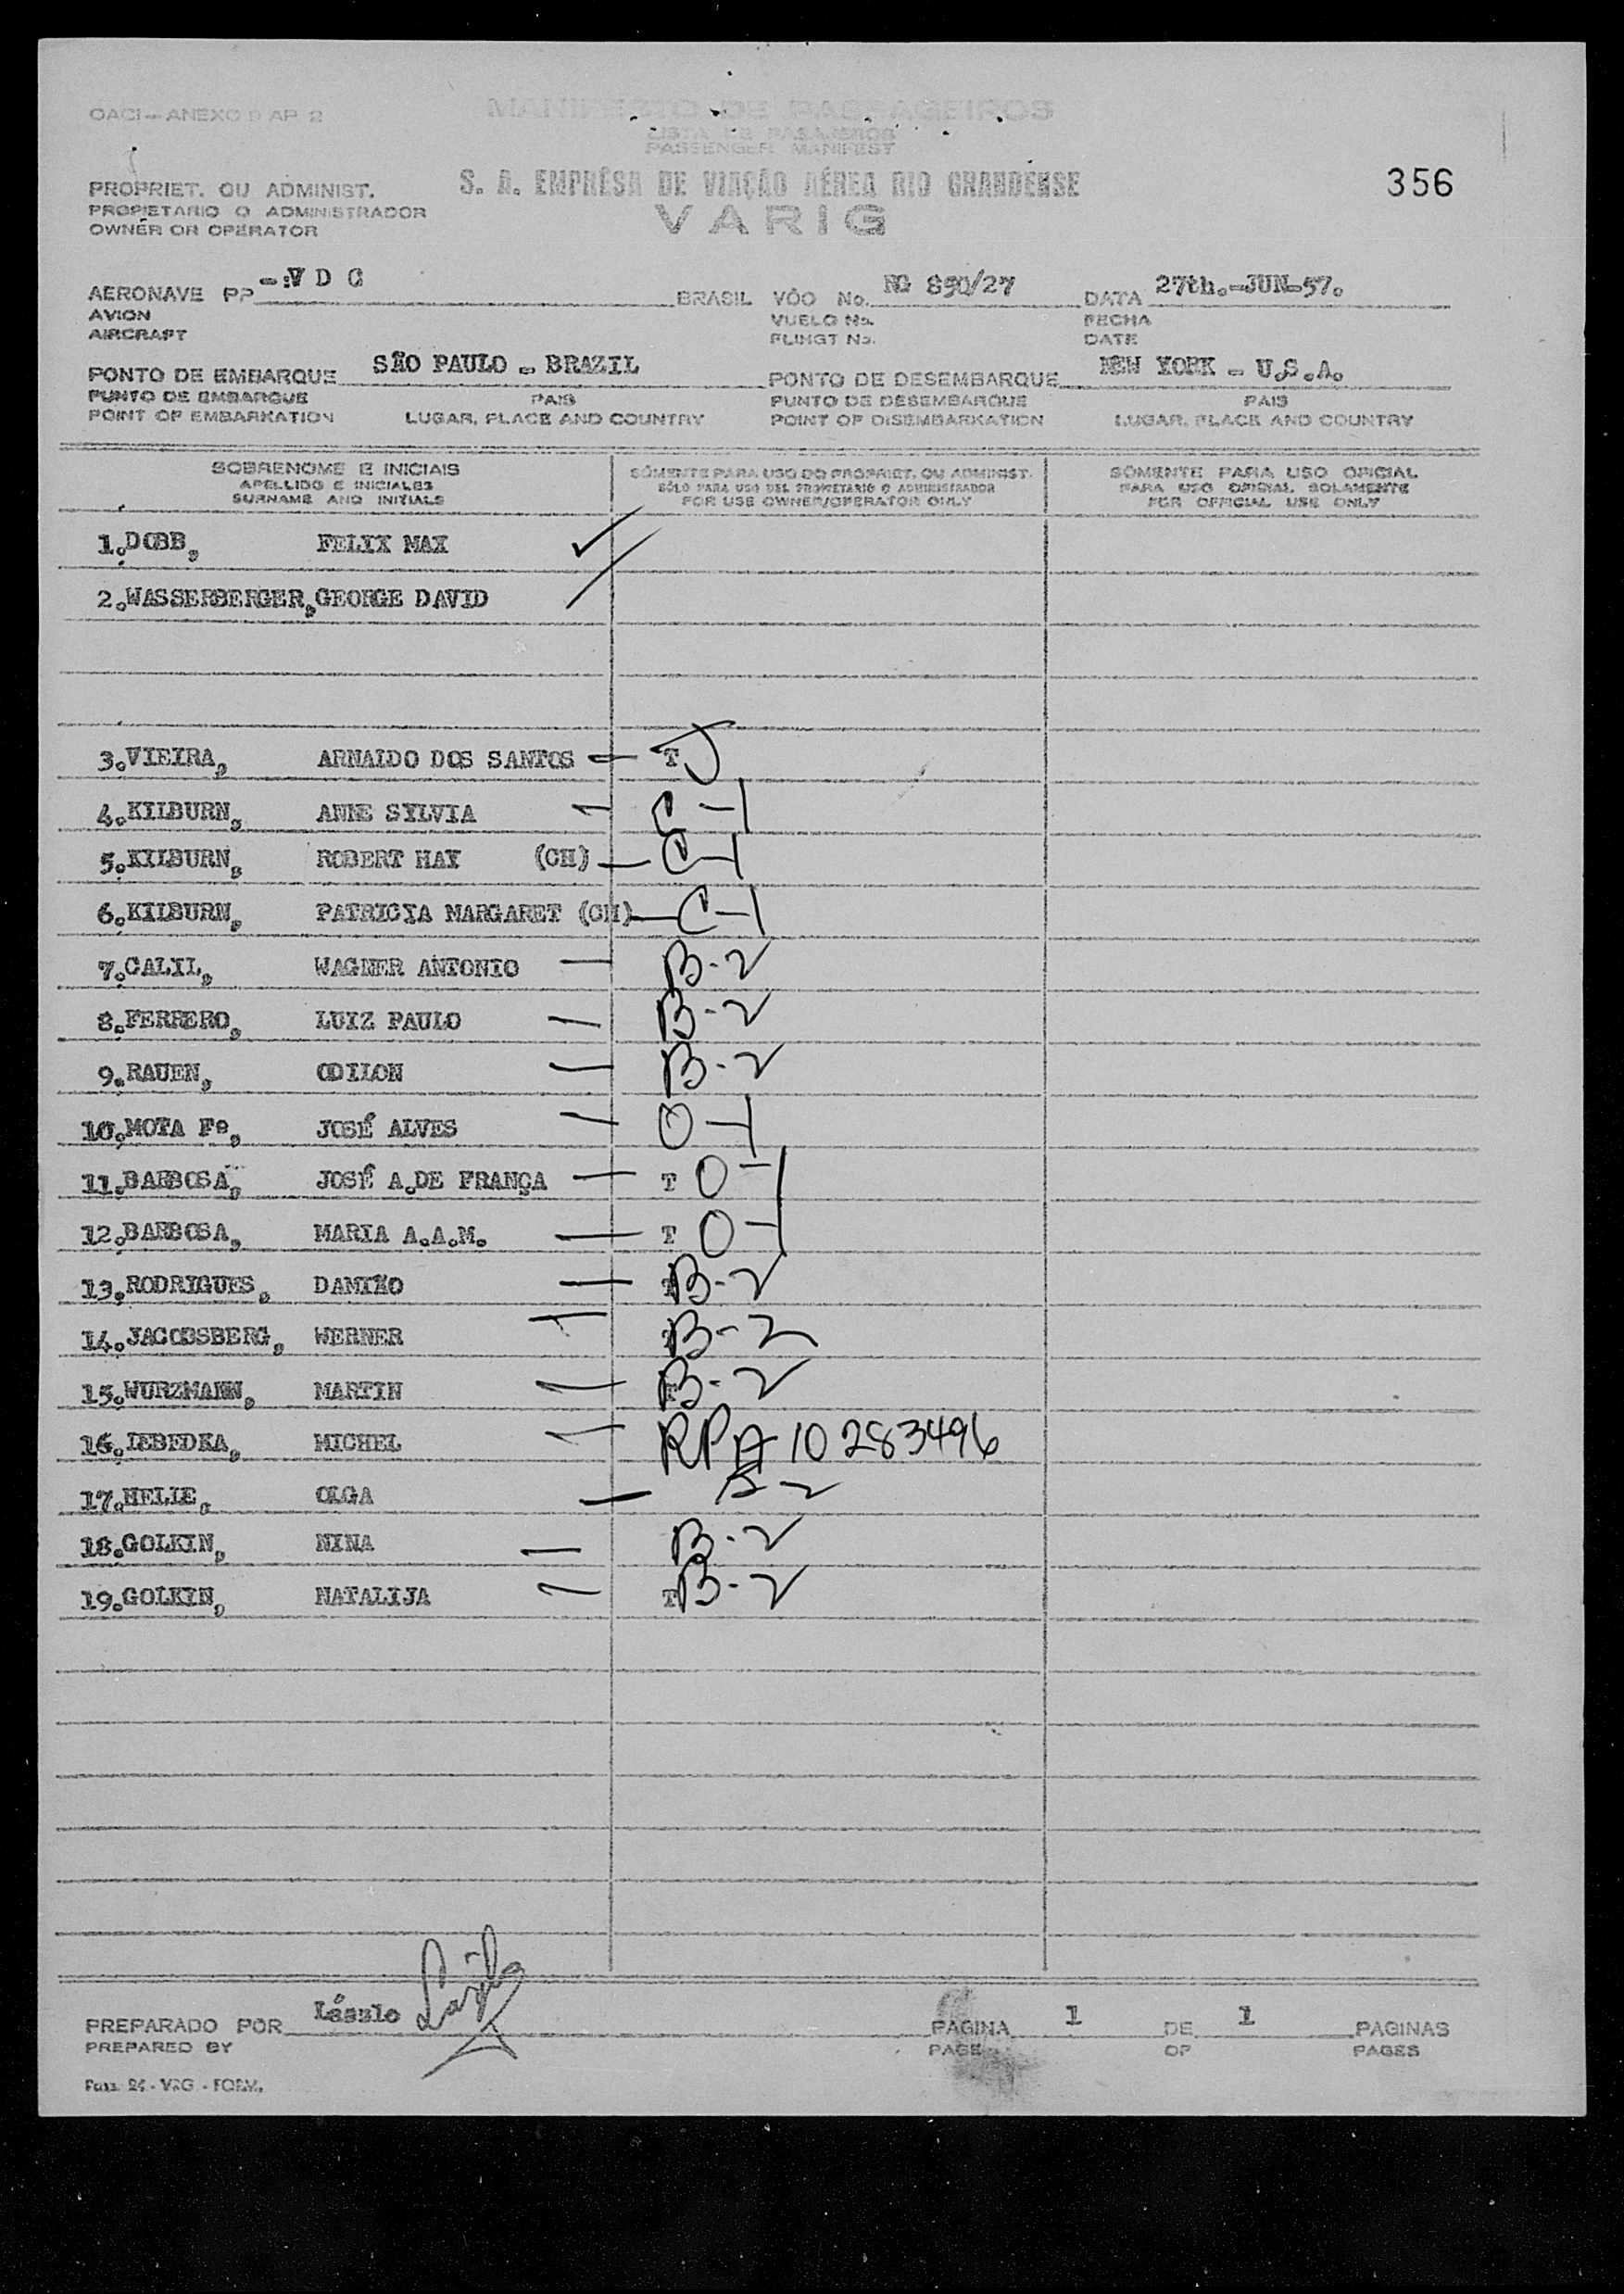 OACI - ANEXO 9 AP 2
MANIFESTO DE PASSAGEIROS
LISTA DE PASAJEROS
PASSENGER MANIFEST
PROPRIET. OU ADMINIST.
PROPIETARIO O ADMINISTRADOR
OWNER OR OPERATOR
S. A. EMPRÊSA DE VIAÇÃO AÉREA RIO GRANDENSE
VARIG
356
AERONAVE PP -:V D C BRASIL VÔO No. RG 850/27 DATA 27th.-JUN-57.
AVION VUELO No. FECHA
AIRCRAFT FLIHGT No. DATE
PONTO DE EMBARQUE SÃO PAULO - BRAZIL PONTO DE DESEMBARQUE NEW YORK - U.S.A.
PUNTO DE EMBARQUE PAIS PUNTO DE DESEMBARQUE PAIS
POINT OF EMBARKATION LUGAR, PLACE AND COUNTRY POINT OF DISEMBARKATION LUGAR, PLACE AND COUNTRY
SOBRENOME E INICIAIS SÒMENTE PARA USO DO PROPRIET. OU ADMINIST. SÒMENTE PARA USO OFICIAL
APELLIDO E INICIALES SÓLO PARA USO DEL PROPIETARIO O ADMINISTRADOR PARA USO OFICIAL SOLAMENTE
SURNAME AND INITIALS FOR USE OWNER/OPERATOR ONLY FOR OFFICIAL USE ONLY
1.DOBB, FELIX MAX ✓
2.WASSERBERGER,GEORGE DAVID /
3.VIEIRA, ARNALDO DOS SANTOS — T
4.KILBURN, ANNE SYLVIA C-1
5.KILBURN, ROBERT HAY (CH) — C-1
6.KILBURN, PATRICIA MARGARET (CH) — C-1
7.CALIL, WAGNER ANTONIO — B-2
8.FERRERO, LUIZ PAULO — B-2
9.RAUEN, ODILON — B-2
10.MOTA Fº, JOSÉ ALVES — O-1
11.BARBOSA, JOSÉ A.DE FRANÇA — T O-1
12.BARBOSA, MARIA A.A.M. — T O-1
13.RODRIGUES, DAMIÃO — B-2
14.JACOBSBERG, WERNER — B-2
15.WURZMANN, MARTIN — B-2
16.LEBEDKA, MICHEL — RP A 10 283496
17.HELLE, OLGA — B-2
18.GOLKIN, NINA — B-2
19.GOLKIN, NATALIJA — T B-2
PREPARADO POR László PAGINA 1 DE 1 PAGINAS
PREPARED BY PAGE OF PAGES